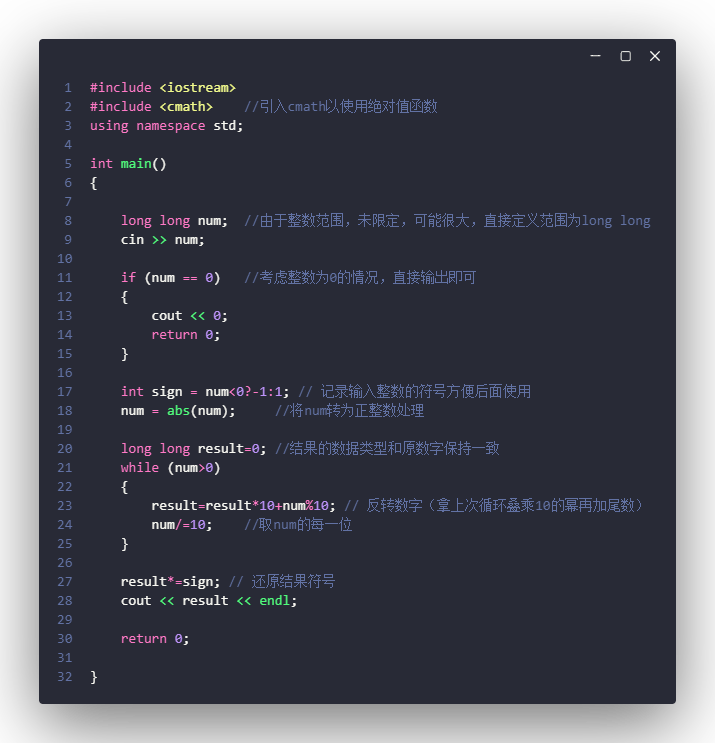 1 #include <iostream>
2 #include <cmath>    //引入cmath以使用绝对值函数
3 using namespace std;
4
5 int main()
6 {
7
8     long long num;  //由于整数范围，未限定，可能很大，直接定义范围为long long
9     cin >> num;
10
11     if (num == 0)   //考虑整数为0的情况，直接输出即可
12     {
13         cout << 0;
14         return 0;
15     }
16
17     int sign = num<0?-1:1; // 记录输入整数的符号方便后面使用
18     num = abs(num);     //将num转为正整数处理
19
20     long long result=0; //结果的数据类型和原数字保持一致
21     while (num>0)
22     {
23         result=result*10+num%10; // 反转数字（拿上次循环叠乘10的幂再加尾数）
24         num/=10;    //取num的每一位
25     }
26
27     result*=sign; // 还原结果符号
28     cout << result << endl;
29
30     return 0;
31
32 }